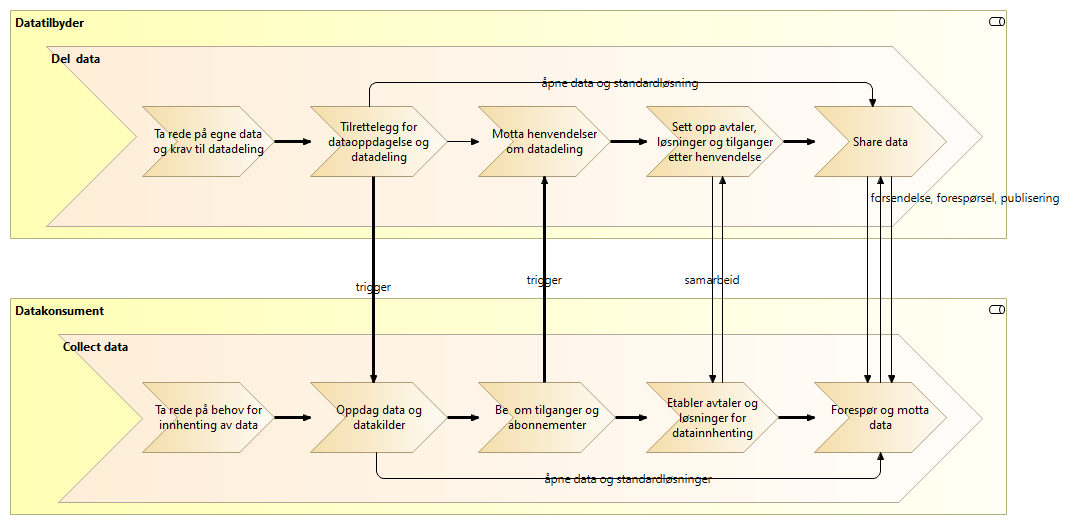 Datatilbyder
Del data
åpne data og standardløsning
Ta rede på egne data
og krav til datadeling
Tilrettelegg for
dataoppdagelse og
datadeling
Motta henvendelser
om datadeling
Sett opp avtaler,
løsninger og tilganger
etter henvendelse
Share data
forsendelse, forespørsel, publisering
trigger
trigger
samarbeid
Datakonsument
Collect data
Ta rede på behov for
innhenting av data
Oppdag data og
datakilder
Be om tilganger og
abonnementer
Etabler avtaler og
løsninger for
datainnhenting
Forespør og motta
data
åpne data og standardløsninger